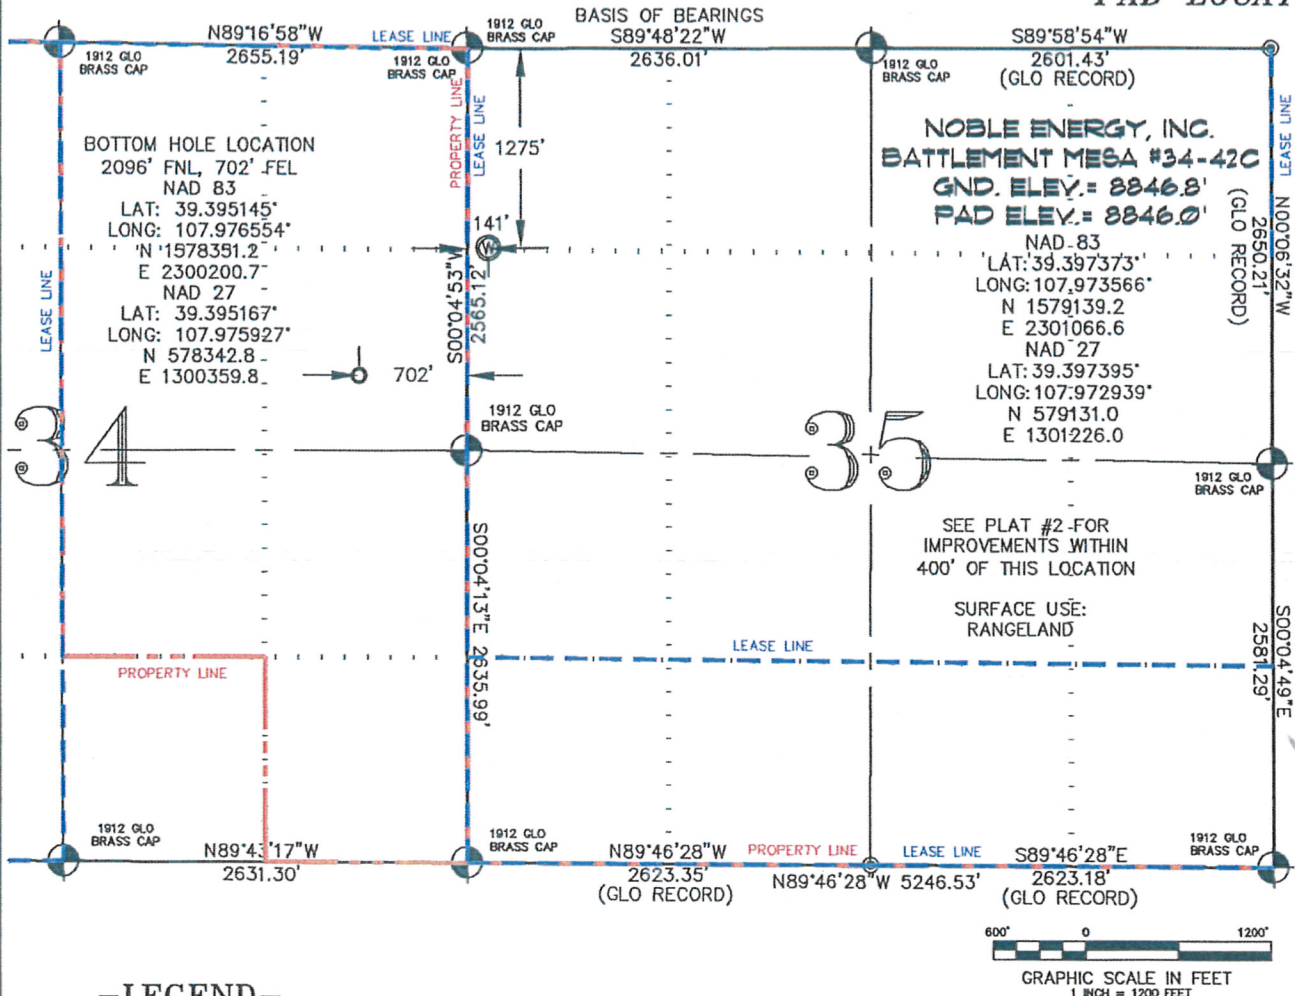 BASIS OF BEARINGS
N89°16'58"W
LEASE LINE
1912 GLO
BRASS CAP
S89°48'22"W
S89°58'54"W
1912 GLO
BRASS CAP
2655.19'
1912 GLO
BRASS CAP
2636.01'
1912 GLO
BRASS CAP
2601.43'
(GLO RECORD)
PROPERTY LINE
LEASE LINE
LEASE LINE
NOBLE ENERGY, INC.
BATTLEMENT MESA #34-42C
GND. ELEV.= 8846.8'
PAD ELEV.= 8846.0'
NAD 83
LAT: 39.397373°
LONG: 107.973566°
N 1579139.2
E 2301066.6
NAD 27
LAT: 39.397395°
LONG: 107.972939°
N 579131.0
E 1301226.0
BOTTOM HOLE LOCATION
2096' FNL, 702' FEL
NAD 83
LAT: 39.395145°
LONG: 107.976554°
N 1578351.2
E 2300200.7
NAD 27
LAT: 39.395167°
LONG: 107.975927°
N 578342.8
E 1300359.8
1275'
141'
W
S00°04'53"W
2565.12'
N00°06'32"W
2650.21'
(GLO RECORD)
LEASE LINE
702'
1912 GLO
BRASS CAP
34
35
1912 GLO
BRASS CAP
SEE PLAT #2 FOR
IMPROVEMENTS WITHIN
400' OF THIS LOCATION
SURFACE USE:
RANGELAND
S00°04'13"E 2635.99'
S00°04'49"E
2581.29'
LEASE LINE
PROPERTY LINE
1912 GLO
BRASS CAP
1912 GLO
BRASS CAP
1912 GLO
BRASS CAP
N89°43'17"W
2631.30'
N89°46'28"W
PROPERTY LINE
LEASE LINE
S89°46'28"E
2623.35'
(GLO RECORD)
N89°46'28"W 5246.53'
2623.18'
(GLO RECORD)
600' 0 1200'
GRAPHIC SCALE IN FEET
1 INCH = 1200 FEET